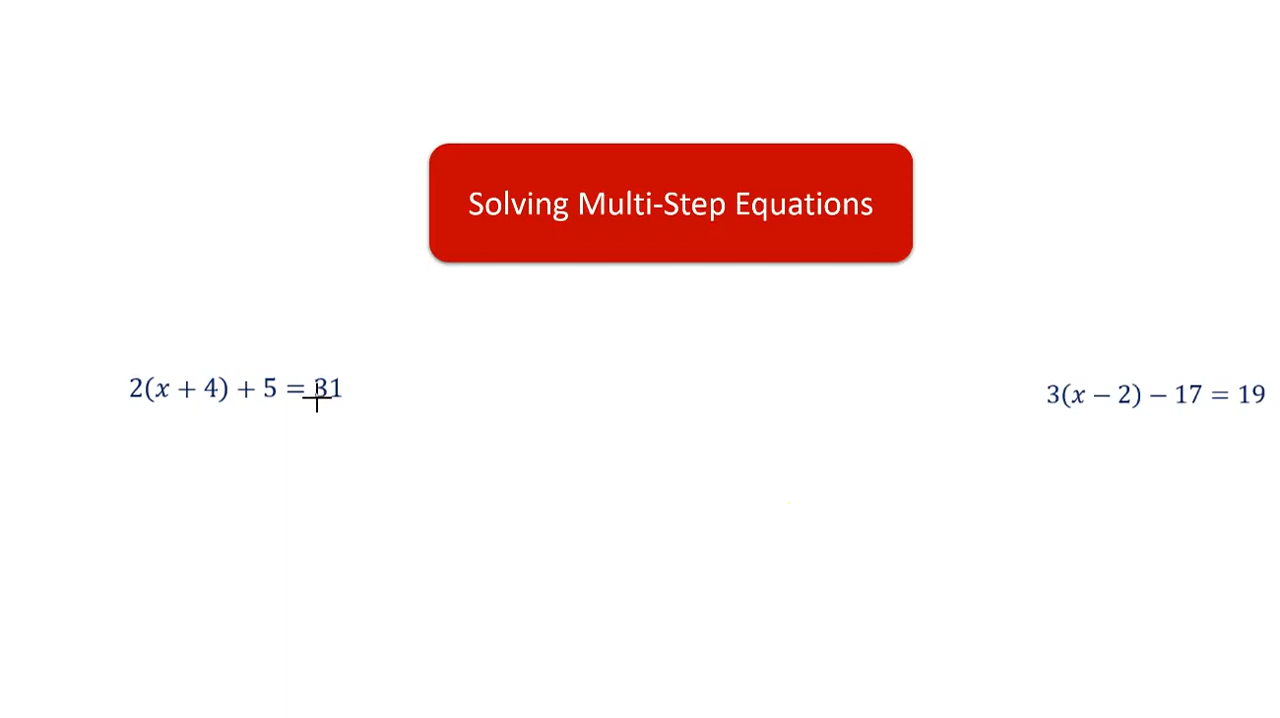 Solving Multi-Step Equations
2(x + 4) + 5 = 31
3(x − 2) − 17 = 19